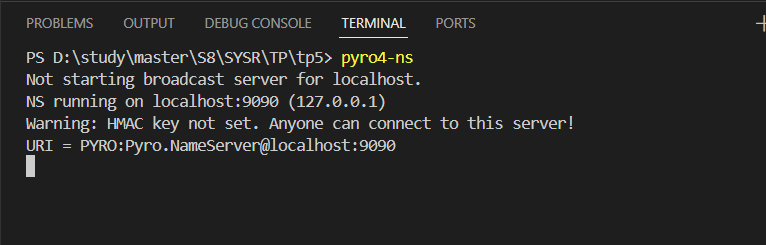 PROBLEMS OUTPUT DEBUG CONSOLE TERMINAL PORTS
PS D:\study\master\S8\SYSR\TP\tp5> pyro4-ns
Not starting broadcast server for localhost.
NS running on localhost:9090 (127.0.0.1)
Warning: HMAC key not set. Anyone can connect to this server!
URI = PYRO:Pyro.NameServer@localhost:9090